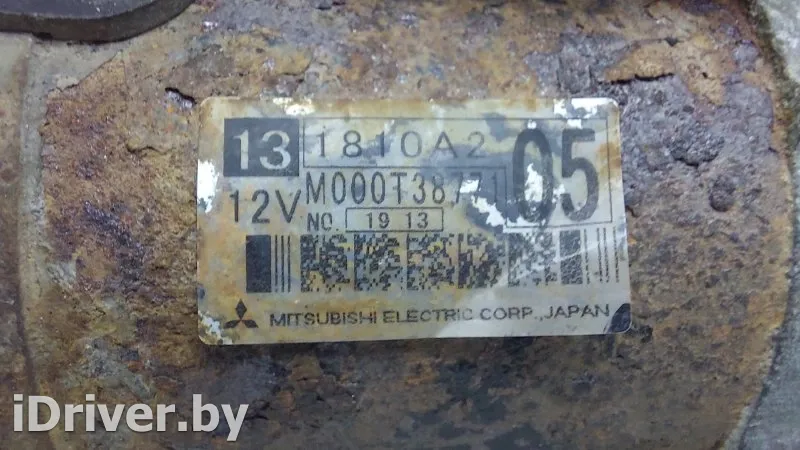 13 1810A2 05
12V M000T38771
NO. 19 13
MITSUBISHI ELECTRIC CORP.,JAPAN
iDriver.by